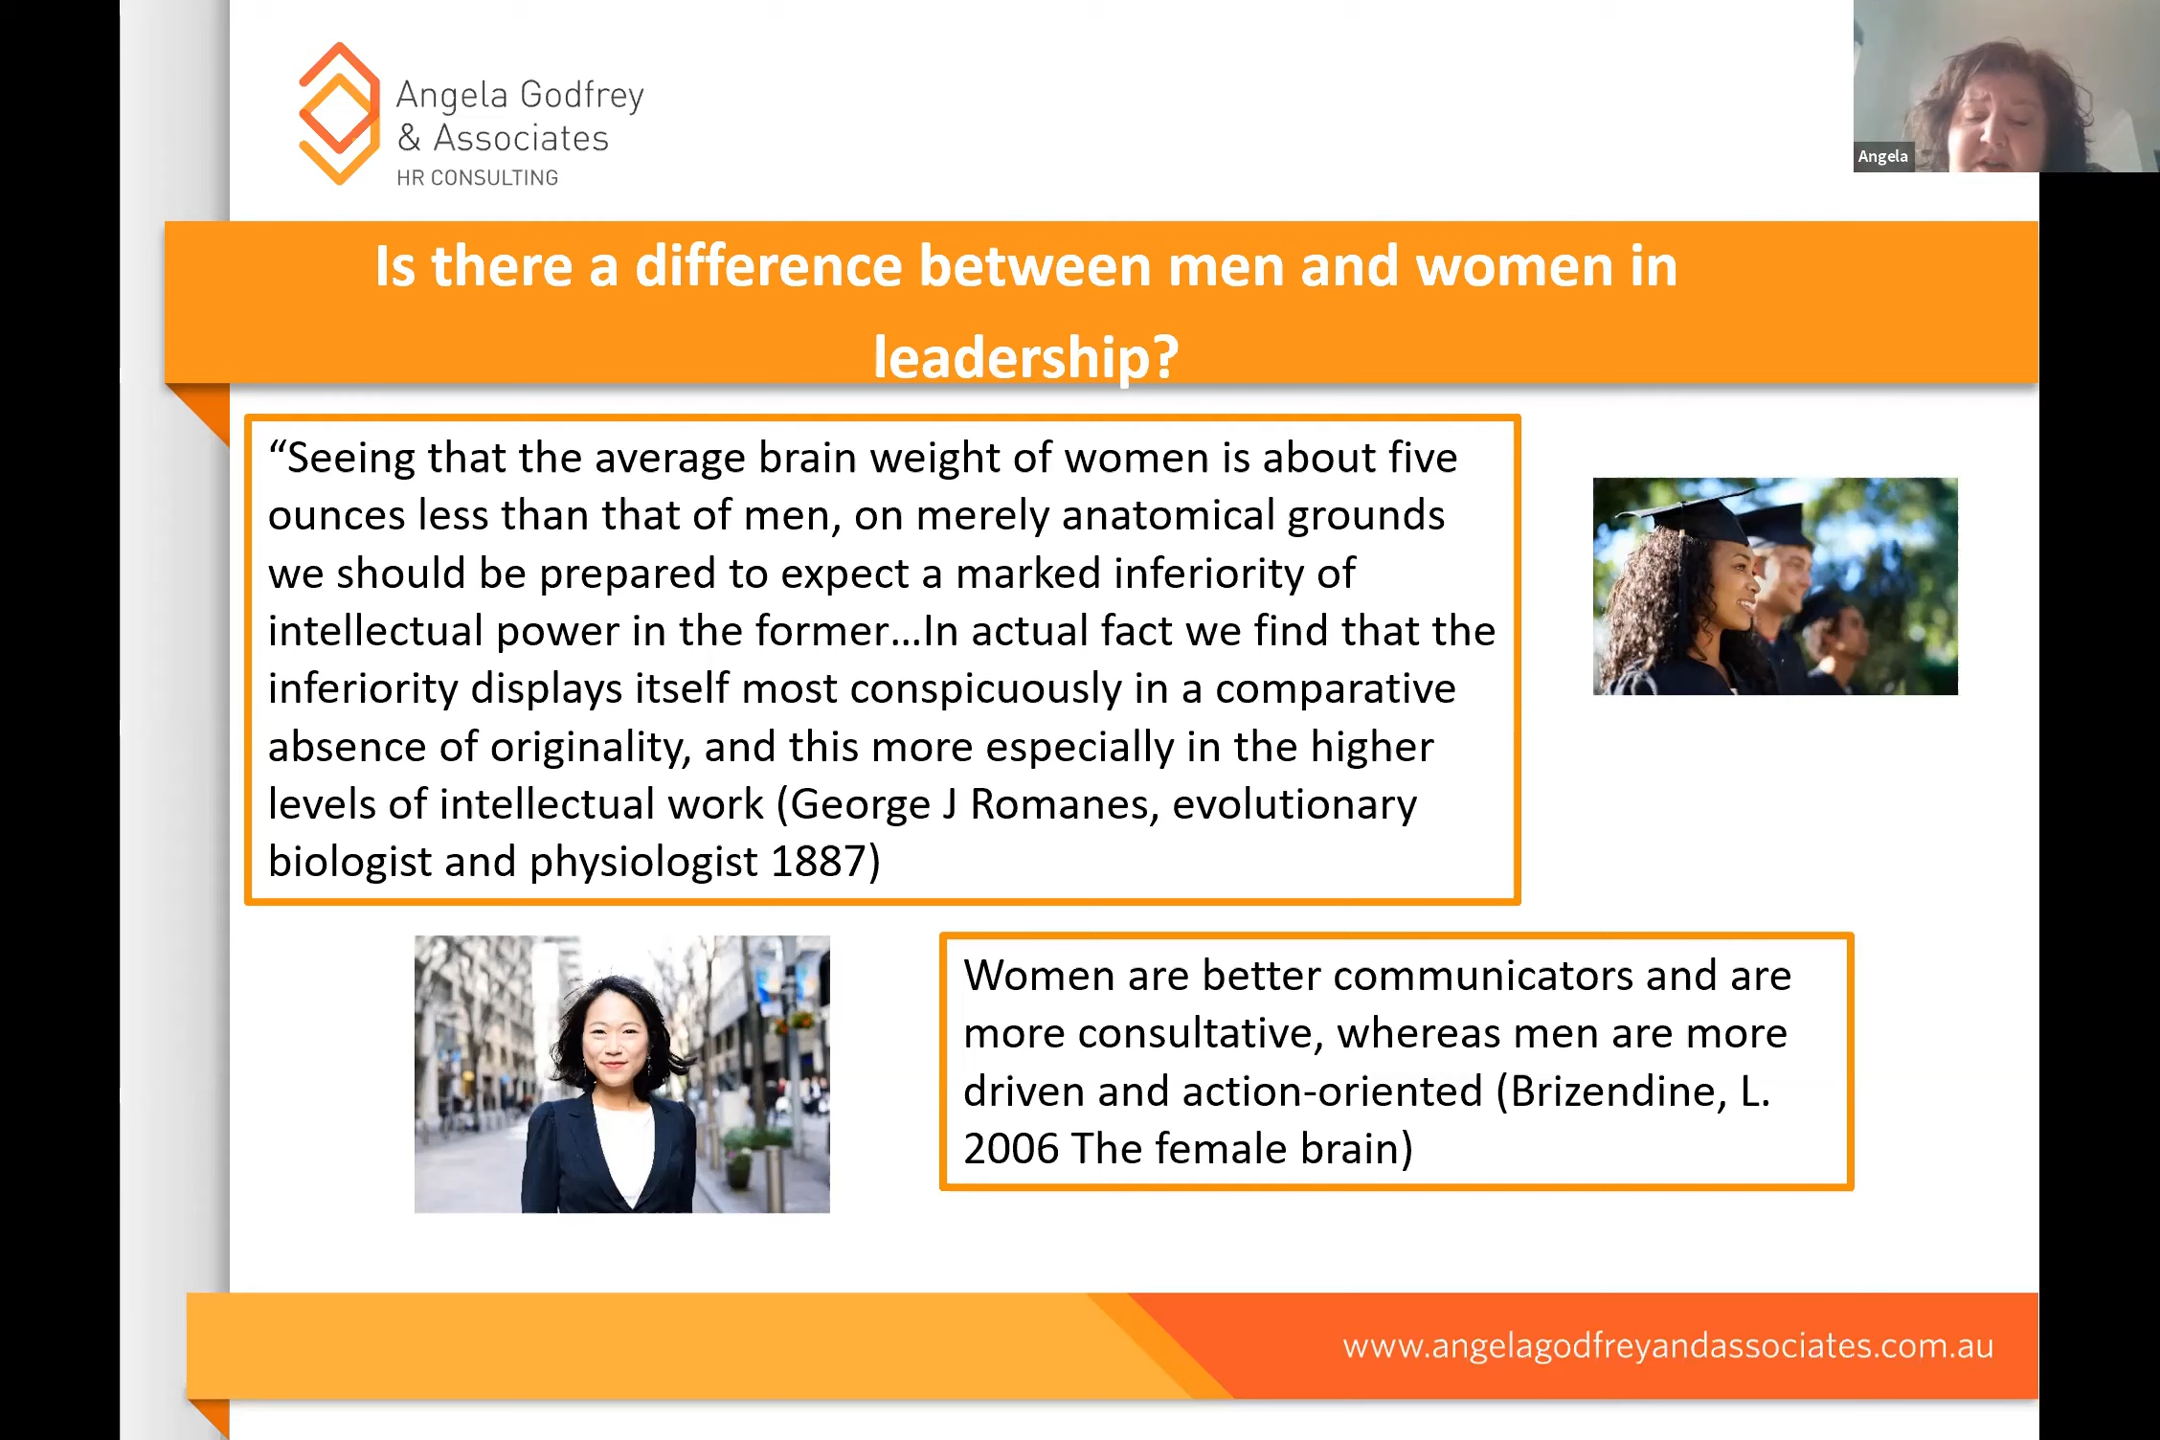 Angela Godfrey
& Associates
HR CONSULTING
Angela
Is there a difference between men and women in
leadership?
“Seeing that the average brain weight of women is about five
ounces less than that of men, on merely anatomical grounds
we should be prepared to expect a marked inferiority of
intellectual power in the former…In actual fact we find that the
inferiority displays itself most conspicuously in a comparative
absence of originality, and this more especially in the higher
levels of intellectual work (George J Romanes, evolutionary
biologist and physiologist 1887)
Women are better communicators and are
more consultative, whereas men are more
driven and action-oriented (Brizendine, L.
2006 The female brain)
www.angelagodfreyandassociates.com.au